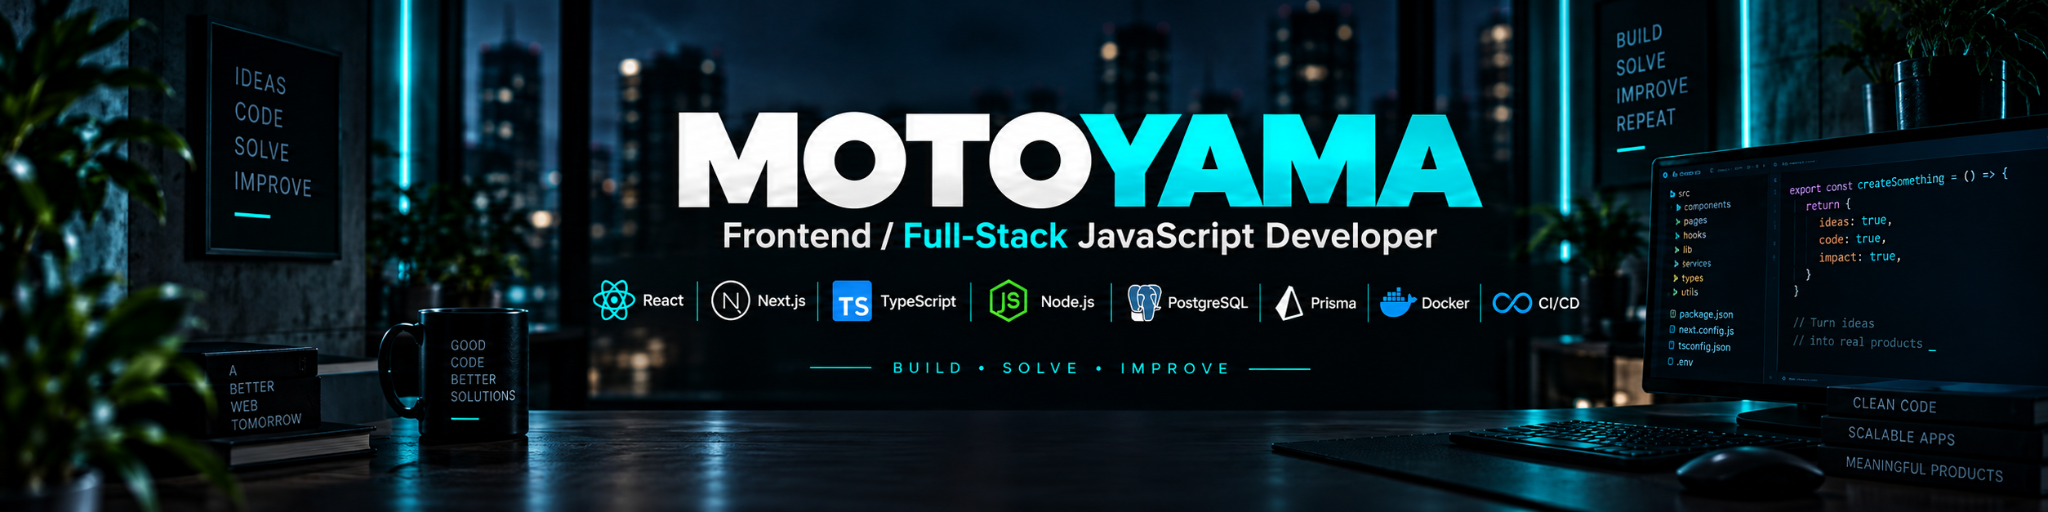 IDEAS
CODE
SOLVE
IMPROVE
BUILD
SOLVE
IMPROVE
REPEAT
MOTOYAMA
Frontend / Full-Stack JavaScript Developer
React
N
Next.js
TS
TypeScript
JS
Node.js
PostgreSQL
Prisma
Docker
CI/CD
BUILD • SOLVE • IMPROVE
A
BETTER
WEB
TOMORROW
GOOD
CODE
BETTER
SOLUTIONS
src
components
pages
hooks
lib
services
types
utils
package.json
next.config.js
tsconfig.json
.env
export const createSomething = () => {
return {
ideas: true,
code: true,
impact: true,
}
}
// Turn ideas
// into real products _
CLEAN CODE
SCALABLE APPS
MEANINGFUL PRODUCTS